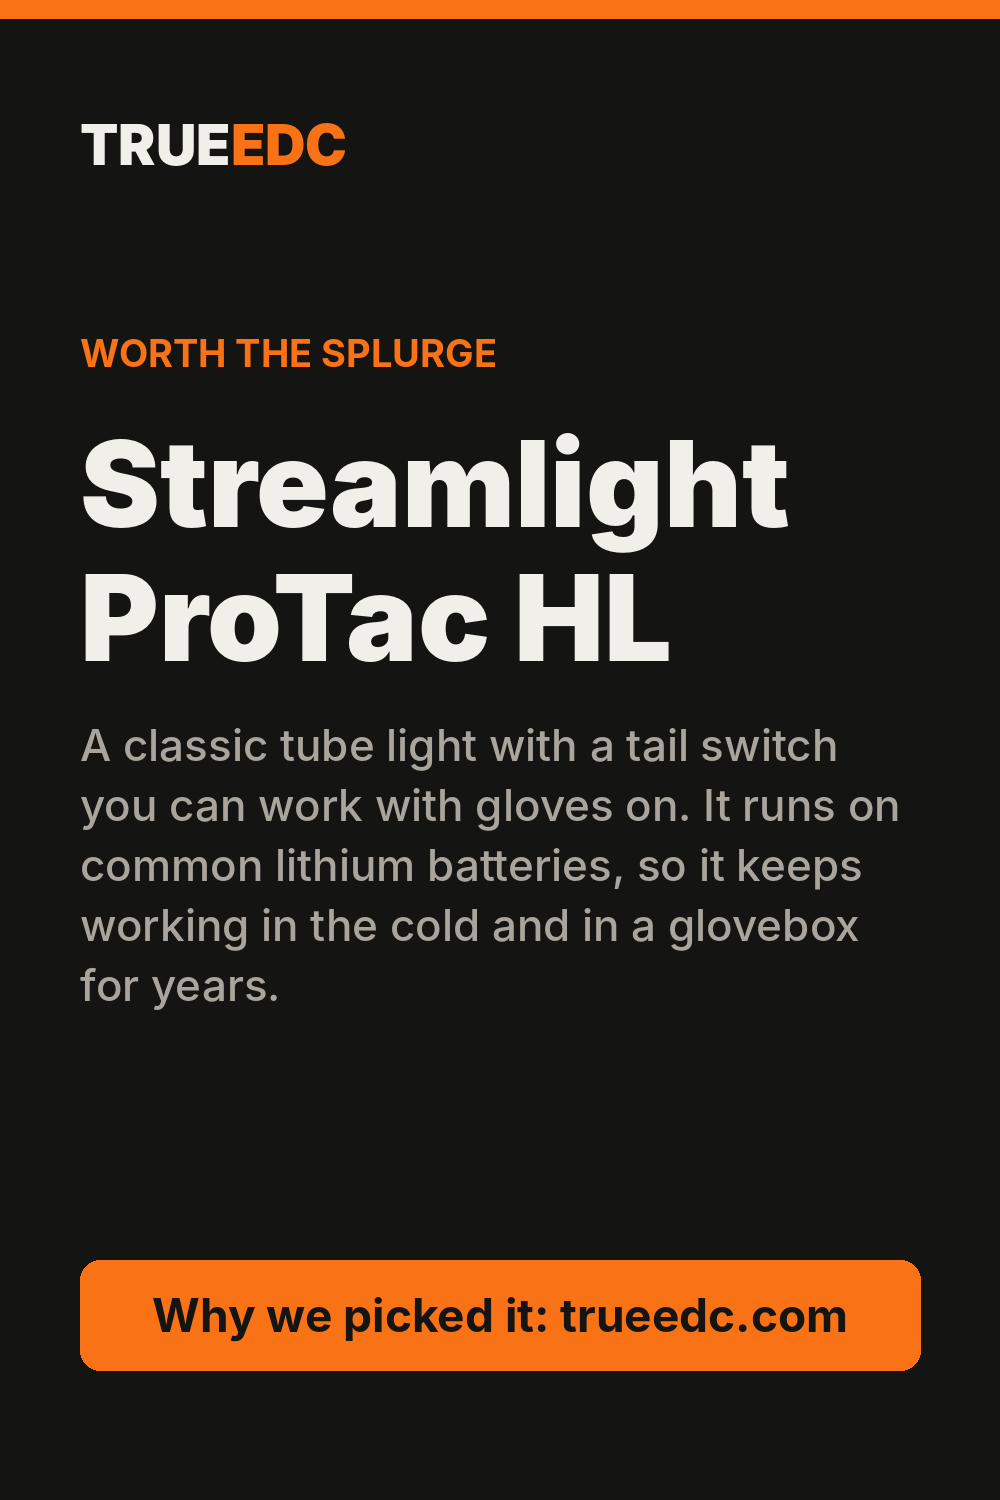 TRUEEDC
WORTH THE SPLURGE
Streamlight
ProTac HL
A classic tube light with a tail switch
you can work with gloves on. It runs on
common lithium batteries, so it keeps
working in the cold and in a glovebox
for years.
Why we picked it: trueedc.com